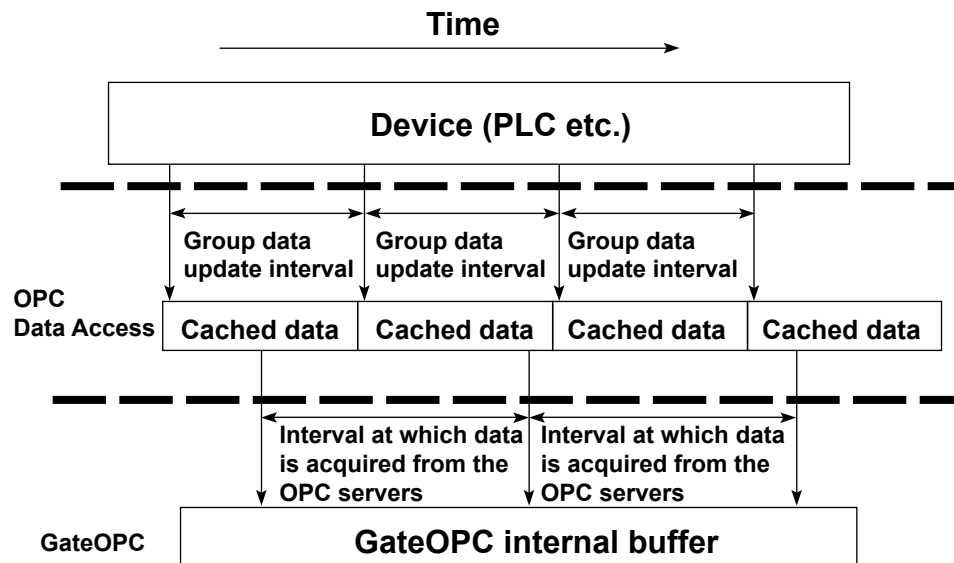 Time
Device (PLC etc.)
Group data
update interval
Group data
update interval
Group data
update interval
OPC
Data Access
Cached data
Cached data
Cached data
Cached data
Interval at which data
is acquired from the
OPC servers
Interval at which data
is acquired from the
OPC servers
GateOPC
GateOPC internal buffer